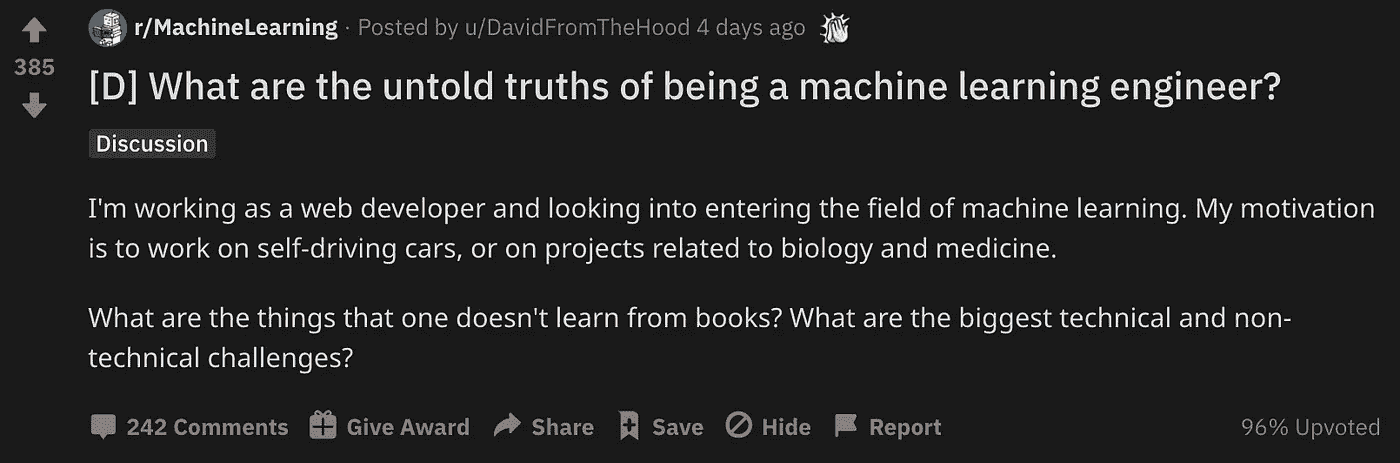 r/MachineLearning · Posted by u/DavidFromTheHood 4 days ago
385
[D] What are the untold truths of being a machine learning engineer?
Discussion
I'm working as a web developer and looking into entering the field of machine learning. My motivation
is to work on self-driving cars, or on projects related to biology and medicine.
What are the things that one doesn't learn from books? What are the biggest technical and non-
technical challenges?
242 Comments Give Award Share Save Hide Report 96% Upvoted